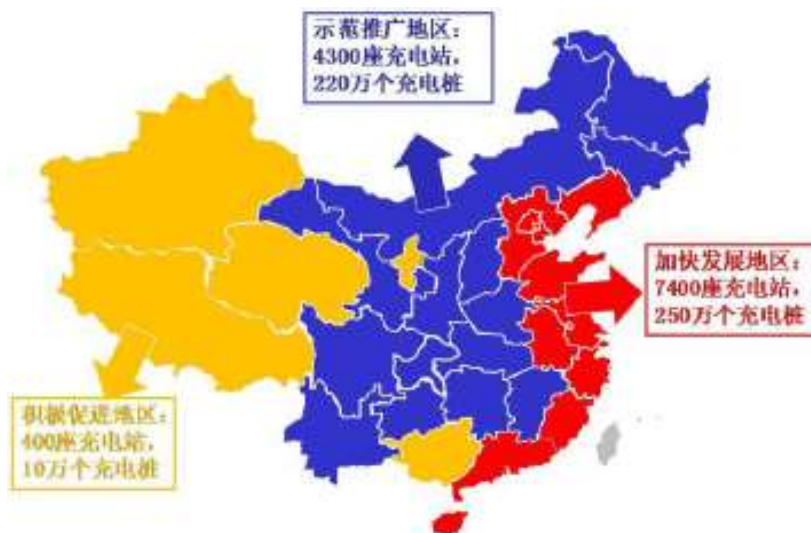 示范推广地区：
4300座充电站，
220万个充电桩
加快发展地区：
7400座充电站，
250万个充电桩
积极促进地区：
400座充电站，
10万个充电桩